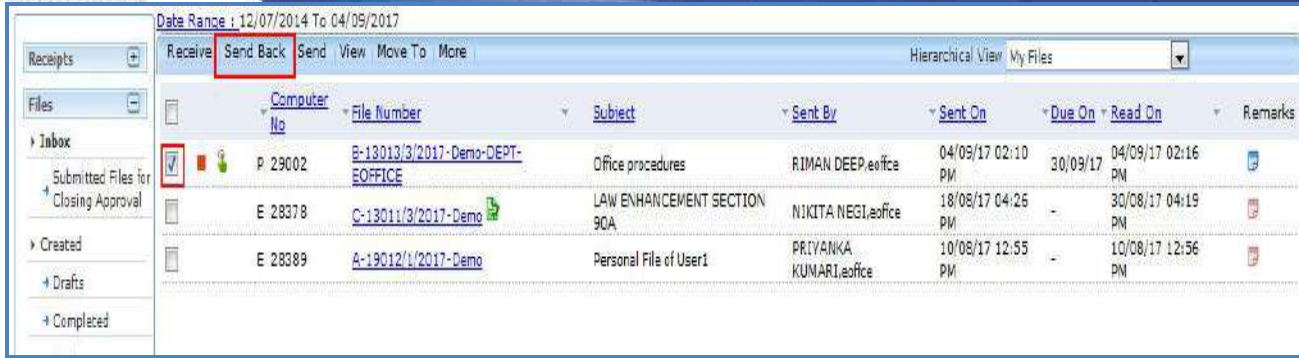 Date Range : 12/07/2014 To 04/09/2017
Receive Send Back Send View Move To More Hierarchical View My Files
Receipts
Files
Inbox
Submitted Files for
Closing Approval
Created
Drafts
Completed
Computer No File Number Subject Sent By Sent On Due On Read On Remarks
P 29002 B-13013/3/2017-Demo-DEPT-EOFFICE Office procedures RIMAN DEEP,eoffce 04/09/17 02:10 PM 30/09/17 04/09/17 02:16 PM
E 28378 C-13011/3/2017-Demo LAW ENHANCEMENT SECTION 90A NIKITA NEGI,eoffce 18/08/17 04:26 PM - 30/08/17 04:19 PM
E 28389 A-19012/1/2017-Demo Personal File of User1 PRIYANKA KUMARI,eoffce 10/08/17 12:55 PM - 10/08/17 12:56 PM